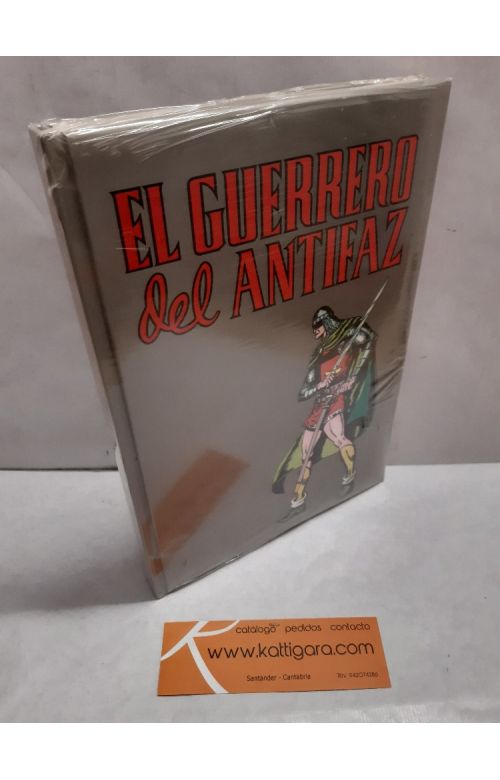 EL GUERRERO
del ANTIFAZ
catálogo pedidos contacto
www.kattigara.com
Santander - Cantabria